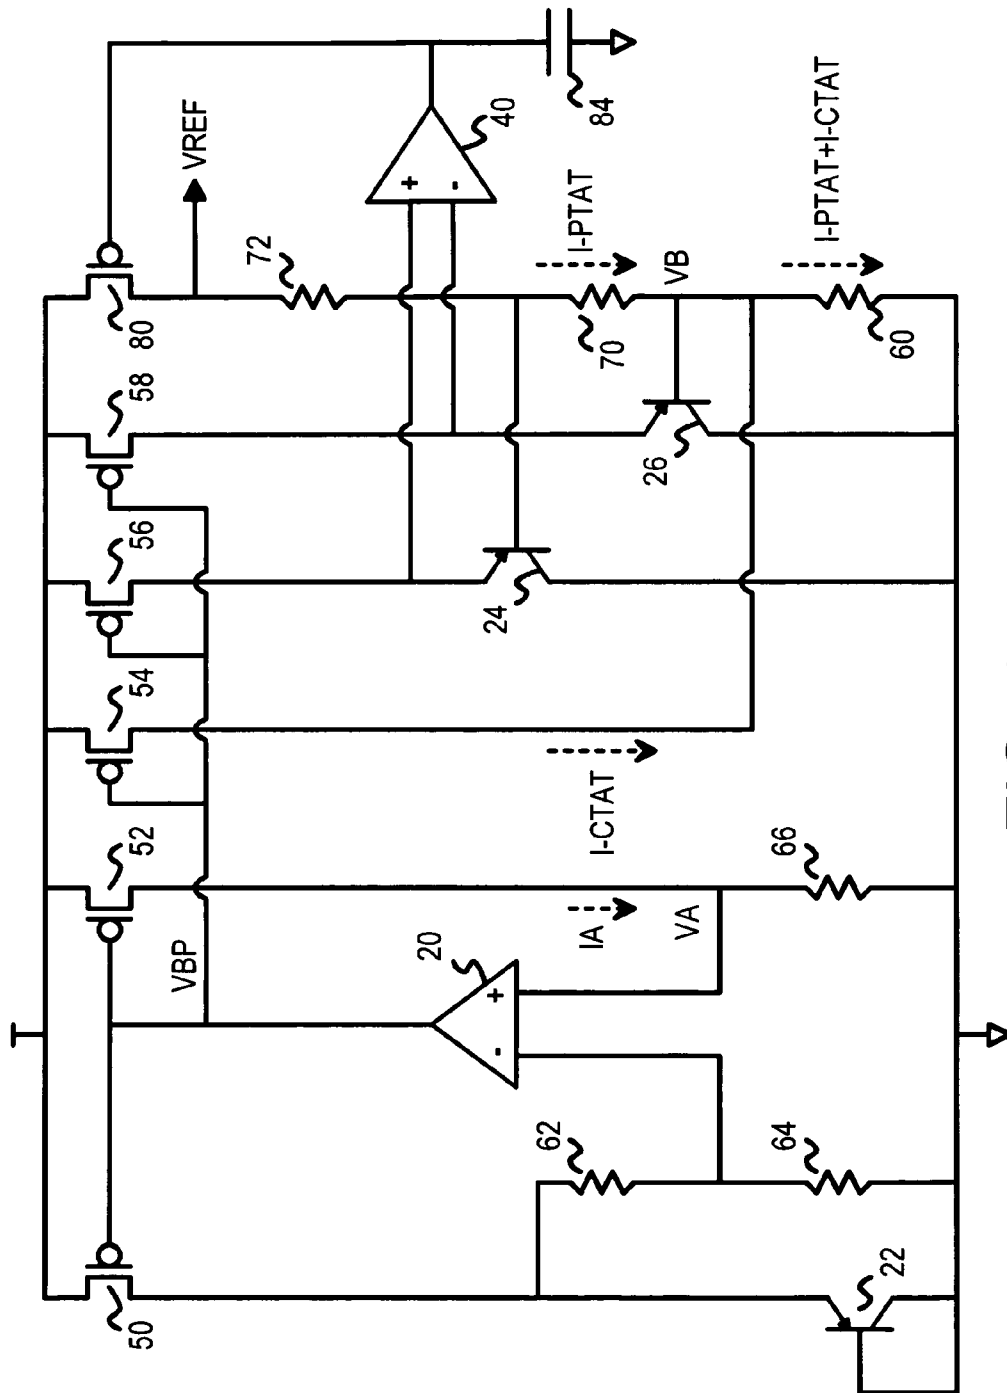 50
52
54
56
58
80
VBP
VREF
72
+
-
20
40
- +
24
62
IA
I-CTAT
I-PTAT
70
26
VA
VB
84
64
66
I-PTAT+I-CTAT
22
60